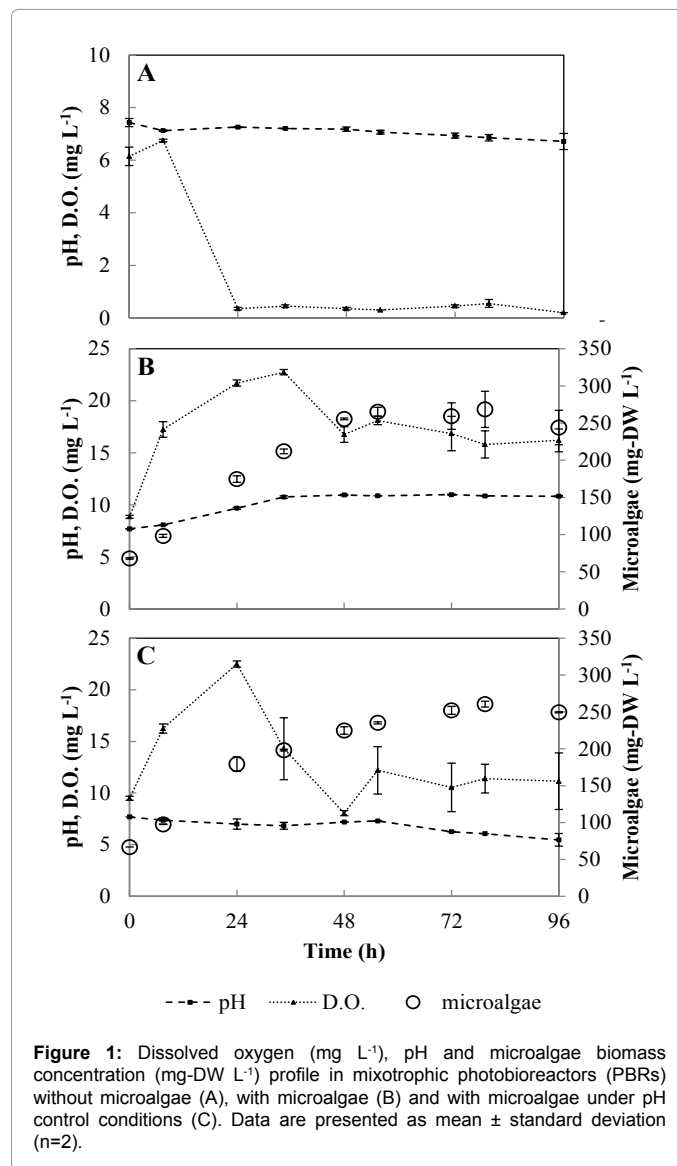 A
10
8
6
4
2
0
pH, D.O. (mg L-1)
-
B
25
20
15
10
5
0
pH, D.O. (mg L-1)
350
300
250
200
150
100
50
0
Microalgae (mg-DW L-1)
C
25
20
15
10
5
0
pH, D.O. (mg L-1)
350
300
250
200
150
100
50
0
Microalgae (mg-DW L-1)
0 24 48 72 96
Time (h)
pH D.O. microalgae
Figure 1: Dissolved oxygen (mg L-1), pH and microalgae biomass
concentration (mg-DW L-1) profile in mixotrophic photobioreactors (PBRs)
without microalgae (A), with microalgae (B) and with microalgae under pH
control conditions (C). Data are presented as mean ± standard deviation
(n=2).